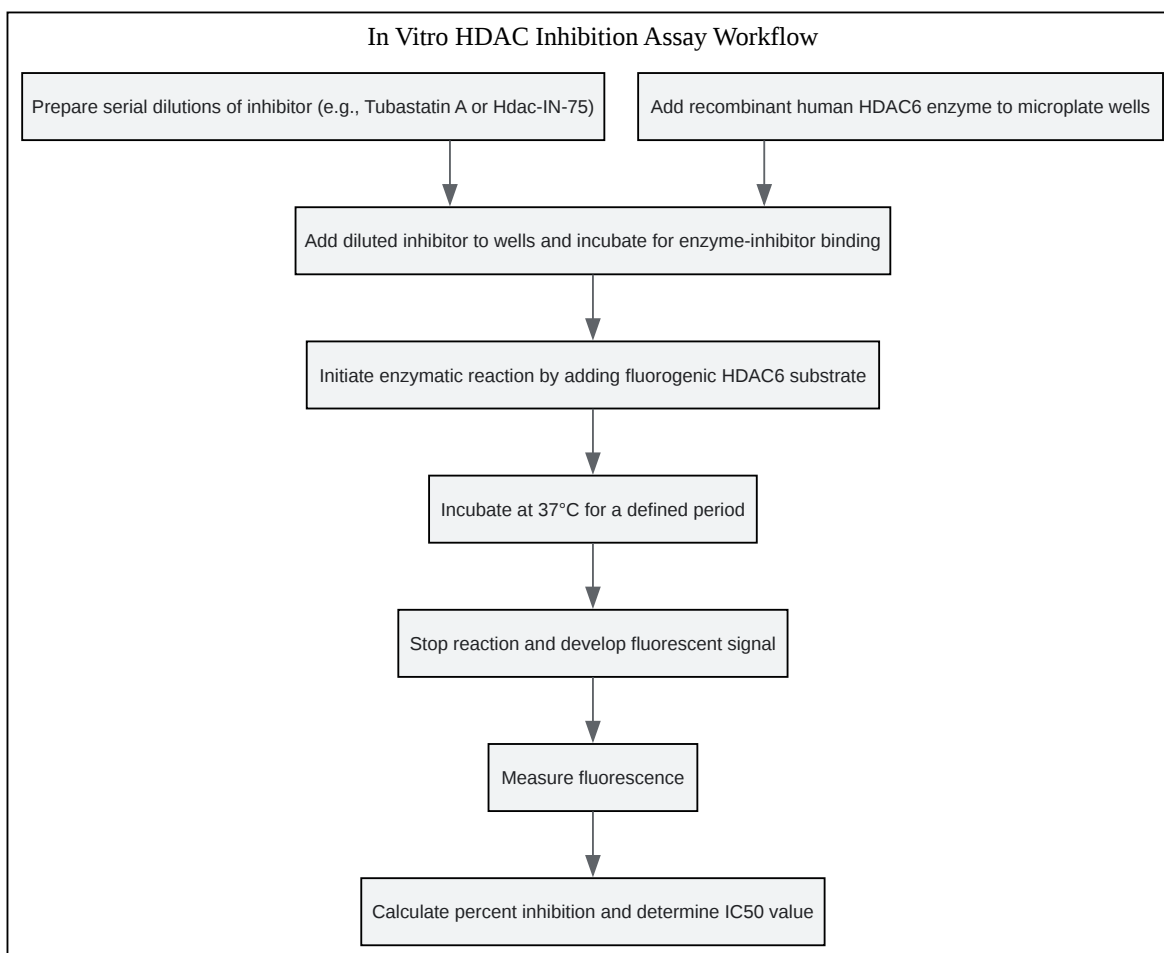 In Vitro HDAC Inhibition Assay Workflow
Prepare serial dilutions of inhibitor (e.g., Tubastatin A or Hdac-IN-75)
Add recombinant human HDAC6 enzyme to microplate wells
Add diluted inhibitor to wells and incubate for enzyme-inhibitor binding
Initiate enzymatic reaction by adding fluorogenic HDAC6 substrate
Incubate at 37°C for a defined period
Stop reaction and develop fluorescent signal
Measure fluorescence
Calculate percent inhibition and determine IC50 value